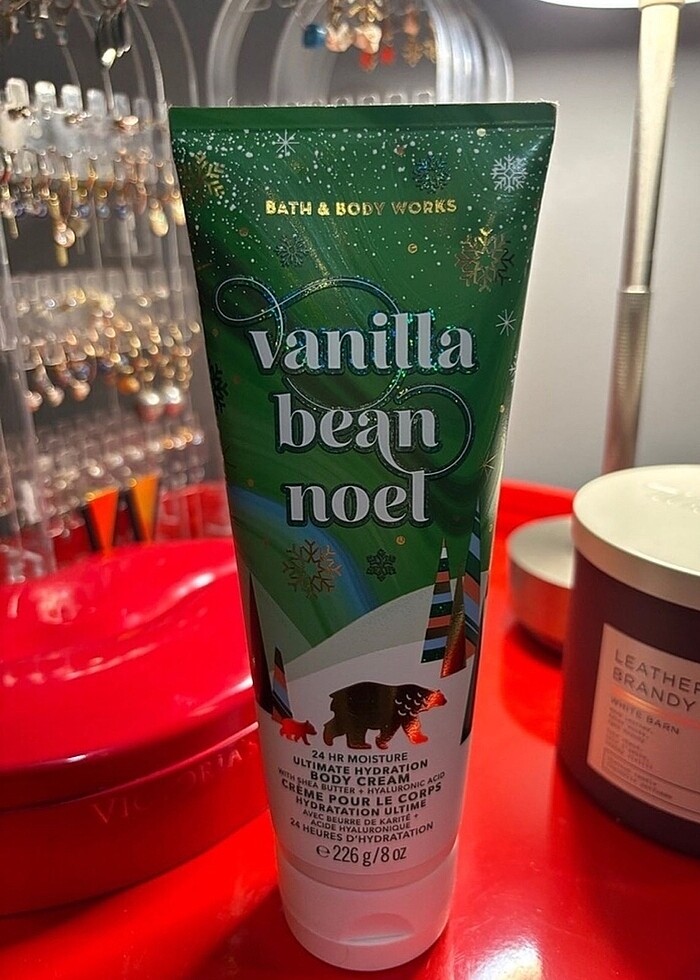 BATH & BODY WORKS
vanilla
bean
noel
24 HR MOISTURE
ULTIMATE HYDRATION
BODY CREAM
WITH SHEA BUTTER + HYALURONIC ACID
CRÈME POUR LE CORPS
HYDRATATION ULTIME
AVEC BEURRE DE KARITÉ +
ACIDE HYALURONIQUE
24 HEURES D'HYDRATATION
℮ 226 g/8 oz
LEATHER
BRANDY
WHITE BARN